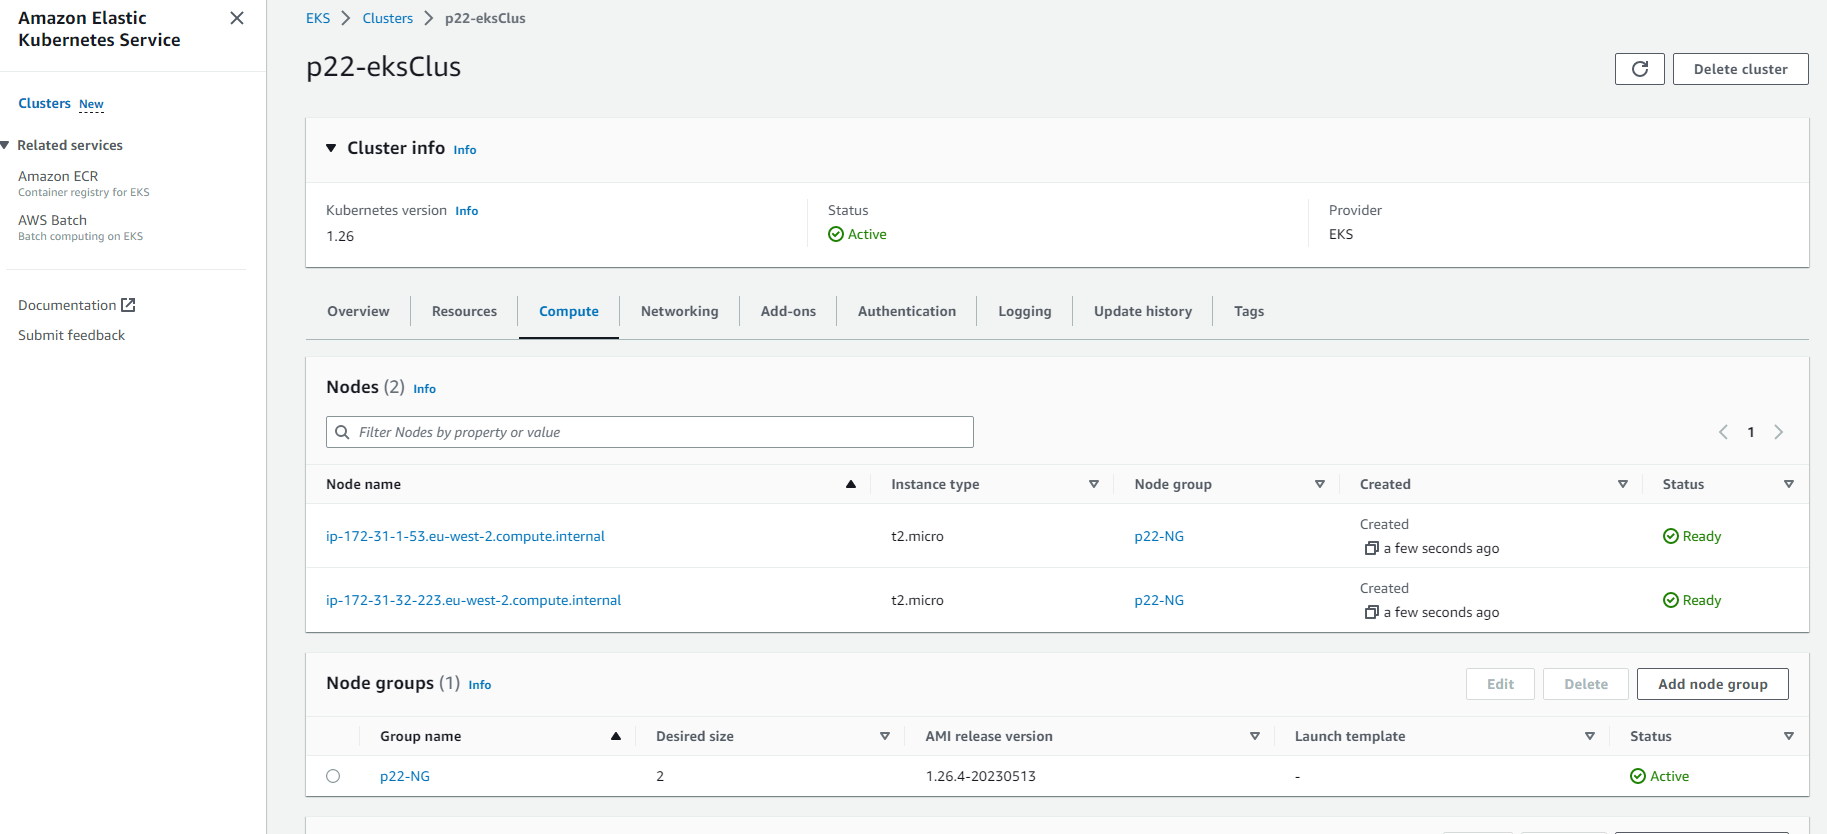 Amazon Elastic
Kubernetes Service
Clusters New
Related services
Amazon ECR
Container registry for EKS
AWS Batch
Batch computing on EKS
Documentation
Submit feedback
EKS Clusters p22-eksClus
p22-eksClus
Delete cluster
Cluster info Info
Kubernetes version Info
1.26
Status
Active
Provider
EKS
Overview Resources Compute Networking Add-ons Authentication Logging Update history Tags
Nodes (2) Info
Filter Nodes by property or value
1
Node name Instance type Node group Created Status
ip-172-31-1-53.eu-west-2.compute.internal t2.micro p22-NG Created
a few seconds ago Ready
ip-172-31-32-223.eu-west-2.compute.internal t2.micro p22-NG Created
a few seconds ago Ready
Node groups (1) Info
Edit Delete Add node group
Group name Desired size AMI release version Launch template Status
p22-NG 2 1.26.4-20230513 - Active